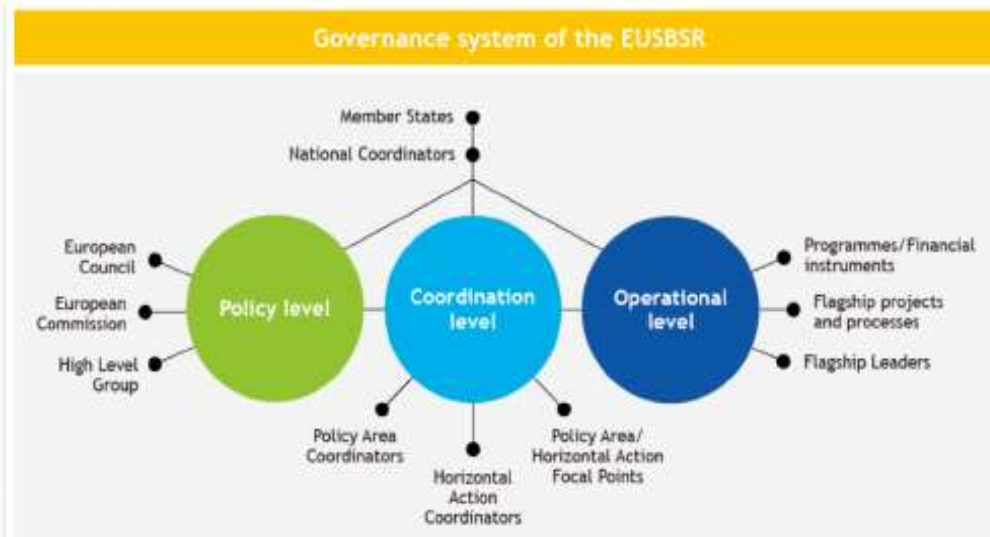 Governance system of the EUSBSR
Member States
National Coordinators
European
Council
European
Commission
High Level
Group
Policy level
Coordination
level
Operational
level
Programmes/Financial
instruments
Flagship projects
and processes
Flagship Leaders
Policy Area
Coordinators
Horizontal
Action
Coordinators
Policy Area/
Horizontal Action
Focal Points